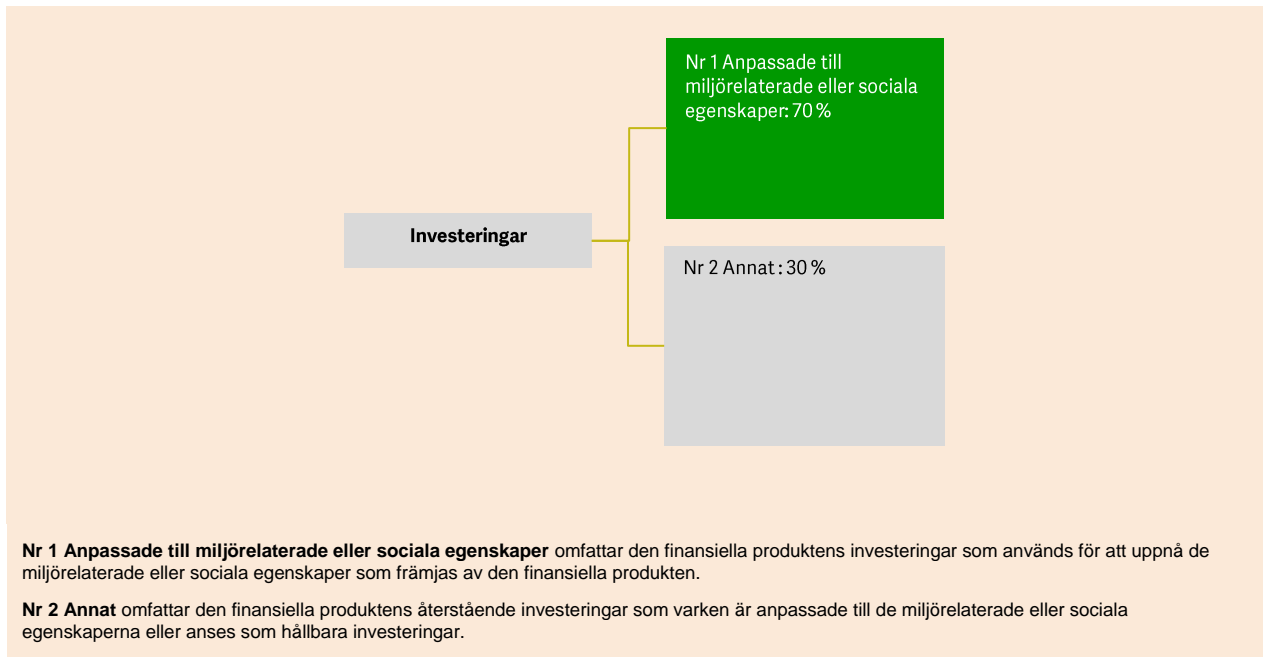 Nr 1 Anpassade till
miljörelaterade eller sociala
egenskaper: 70 %
Investeringar
Nr 2 Annat : 30 %
Nr 1 Anpassade till miljörelaterade eller sociala egenskaper omfattar den finansiella produktens investeringar som används för att uppnå de
miljörelaterade eller sociala egenskaper som främjas av den finansiella produkten.
Nr 2 Annat omfattar den finansiella produktens återstående investeringar som varken är anpassade till de miljörelaterade eller sociala
egenskaperna eller anses som hållbara investeringar.